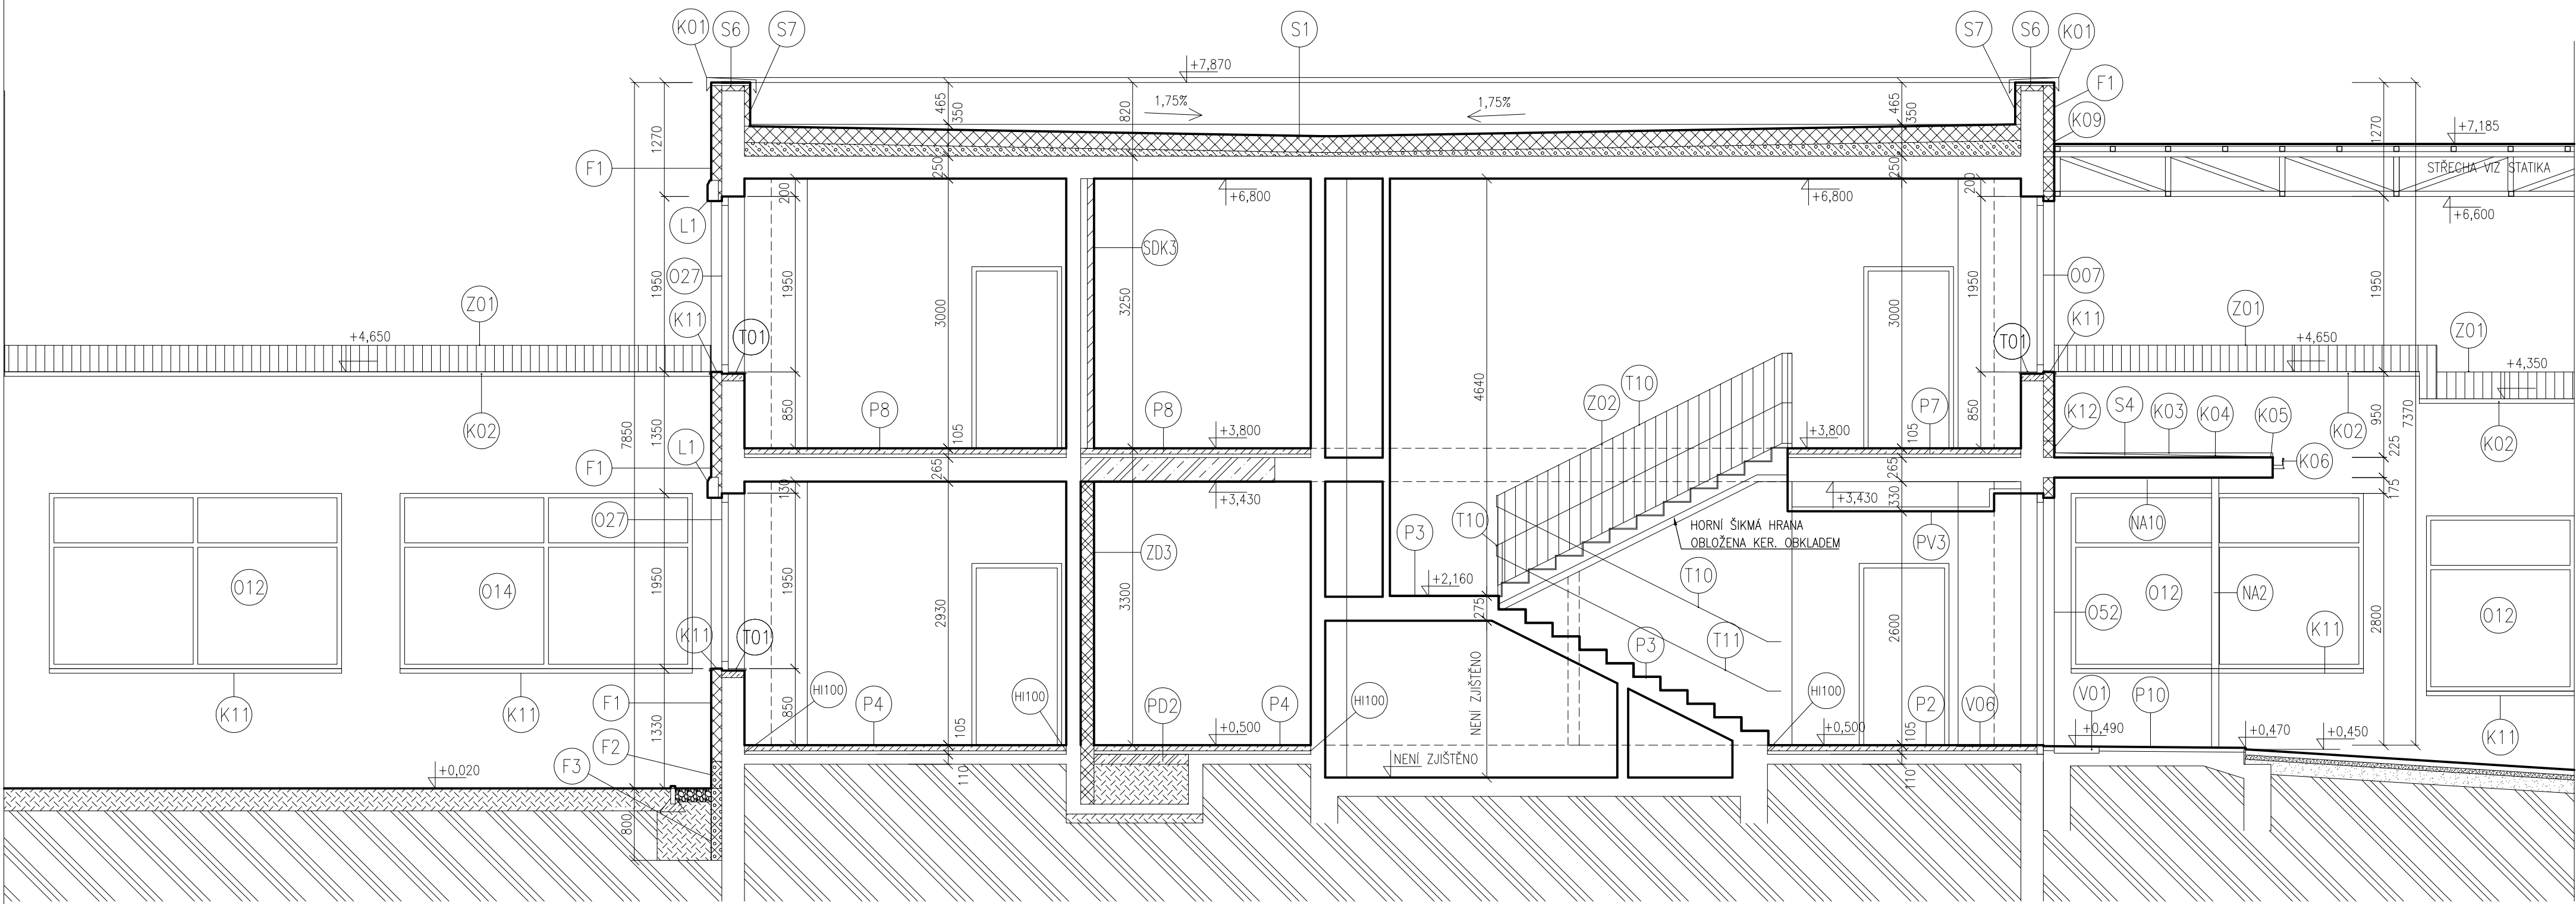 K01
S6
S7
S1
S7
S6
K01
+7,870
F1
1270
465
350
820
1,75%
1,75%
465
350
K09
1270
+7,185
F1
250
250
STŘECHA VIZ STATIKA
200
+6,800
+6,800
200
+6,600
L1
SDK3
O27
1950
1950
3000
3250
3000
1950
O07
1950
Z01
K11
T01
T01
K11
Z01
Z01
+4,650
+4,650
+4,350
4640
T10
Z02
K02
7850
1350
850
P8
P8
P7
850
K12
S4
K03
K04
K05
950
7370
K02
K02
105
+3,800
+3,800
105
L1
F1
265
265
225
K06
130
+3,430
330
+3,430
175
O27
HORNÍ ŠIKMÁ HRANA
OBLOŽENA KER. OBKLADEM
T10
P3
PV3
NA10
ZD3
O12
O14
1950
1950
2930
3300
+2,160
275
T10
2600
O52
O12
NA2
2800
O12
K11
T01
T11
P3
K11
NENÍ ZJIŠTĚNO
K11
K11
F1
1330
850
HI100
P4
105
HI100
PD2
P4
+0,500
HI100
HI100
+0,500
P2
105
V06
V01
P10
+0,490
+0,470
+0,450
K11
F2
F3
+0,020
110
NENÍ ZJIŠTĚNO
110
800